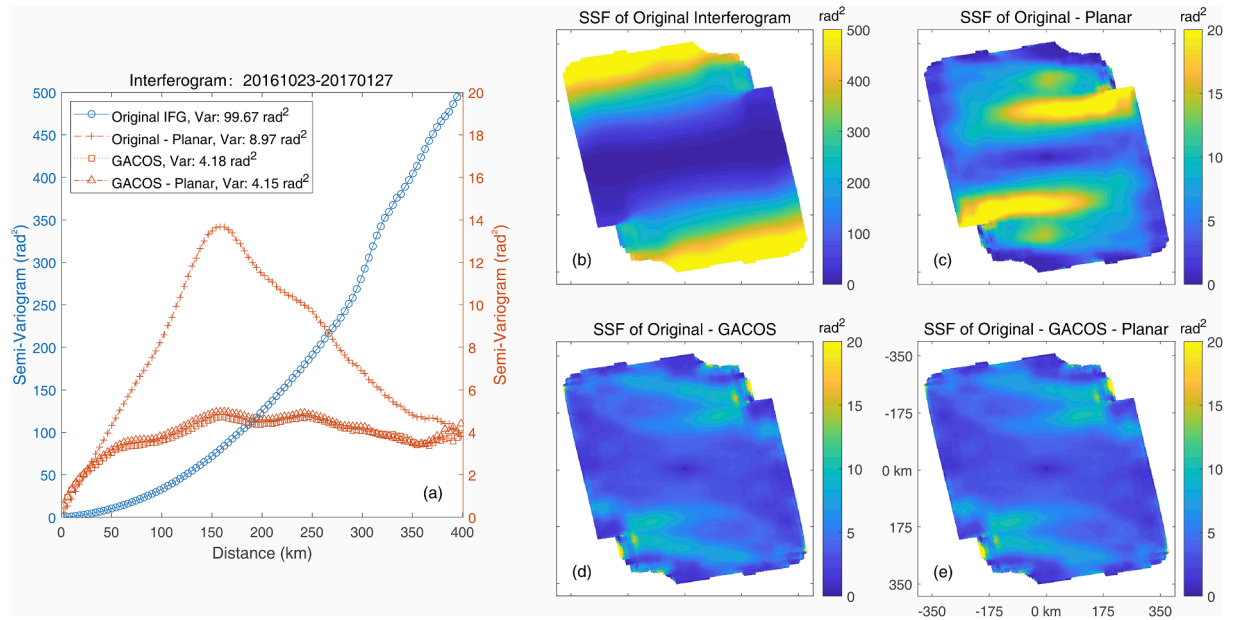 Interferogram: 20161023-20170127
Semi-Variogram (rad²)
500
450
400
350
300
250
200
150
100
50
0
Original IFG, Var: 99.67 rad²
Original - Planar, Var: 8.97 rad²
GACOS, Var: 4.18 rad²
GACOS - Planar, Var: 4.15 rad²
(a)
20
18
16
14
12
10
8
6
4
2
0
Semi-Variogram (rad²)
0 50 100 150 200 250 300 350 400
Distance (km)
SSF of Original Interferogram
rad²
500
400
300
200
100
0
(b)
SSF of Original - Planar
rad²
20
15
10
5
0
(c)
SSF of Original - GACOS
rad²
20
15
10
5
0
(d)
SSF of Original - GACOS - Planar
rad²
20
15
10
5
0
-350
-175
0 km
175
350
(e)
-350 -175 0 km 175 350